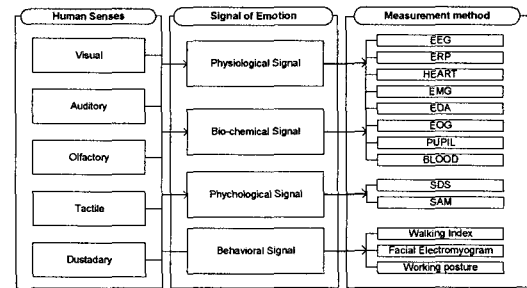 Human Senses
Visual
Auditory
Olfactory
Tactile
Dustadary
Signal of Emotion
Physiological Signal
Bio-chemical Signal
Phychological Signal
Behavioral Signal
Measurement method
EEG
ERP
HEART
EMG
EDA
EOG
PUPIL
BLOOD
SDS
SAM
Walking Index
Facial Electromyogram
Working posture